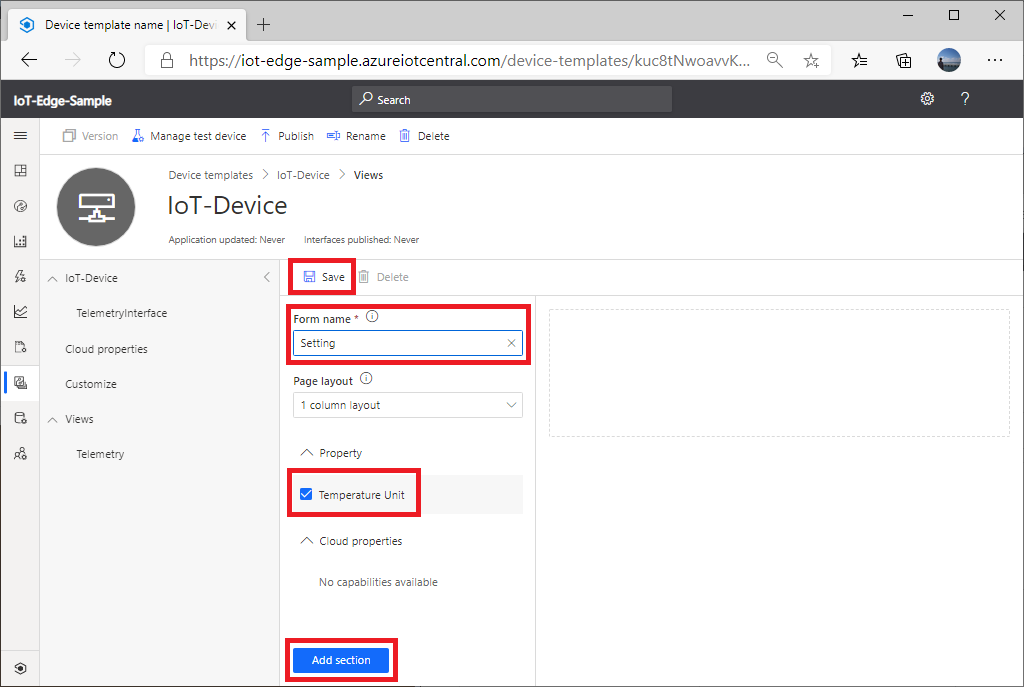 Device template name | IoT-Devi
https://iot-edge-sample.azureiotcentral.com/device-templates/kuc8tNwoavvK...
IoT-Edge-Sample
Search
?
Version
Manage test device
Publish
Rename
Delete
Device templates > IoT-Device > Views
IoT-Device
Application updated: Never
Interfaces published: Never
IoT-Device
TelemetryInterface
Cloud properties
Customize
Views
Telemetry
Save
Delete
Form name *
Setting
Page layout
1 column layout
Property
Temperature Unit
Cloud properties
No capabilities available
Add section